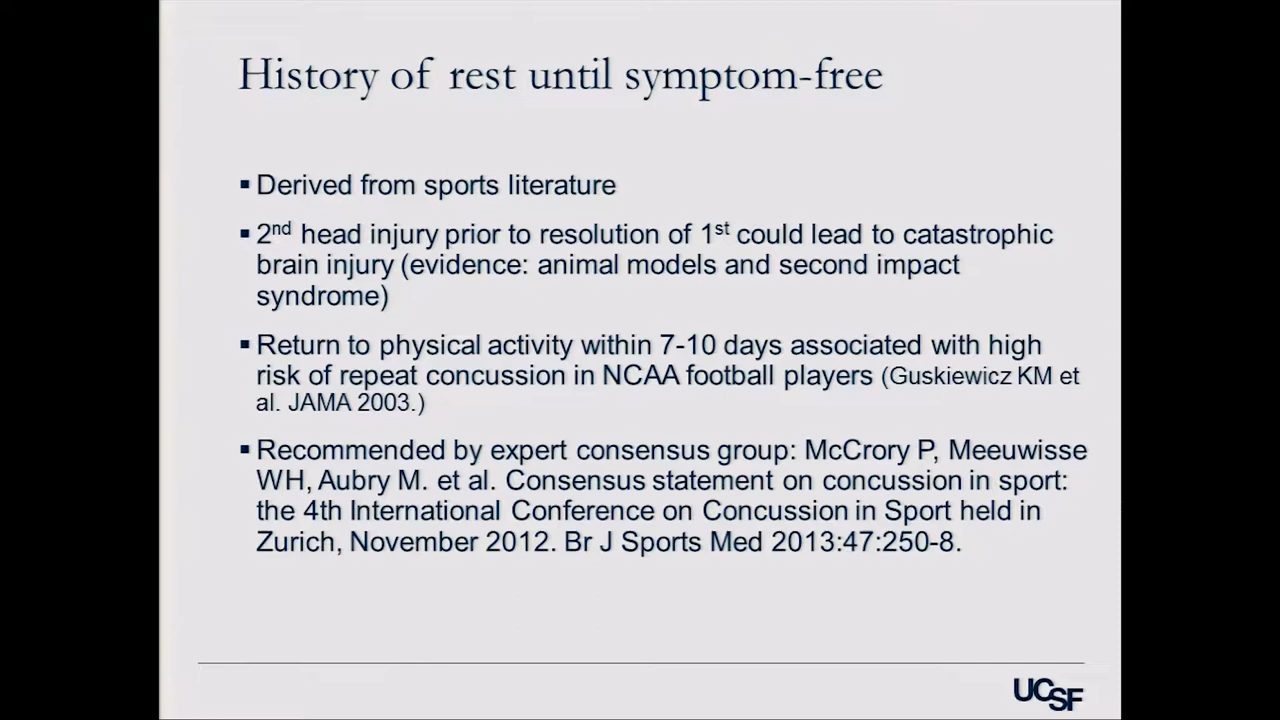 History of rest until symptom-free
▪ Derived from sports literature
▪ 2nd head injury prior to resolution of 1st could lead to catastrophic
brain injury (evidence: animal models and second impact
syndrome)
▪ Return to physical activity within 7-10 days associated with high
risk of repeat concussion in NCAA football players (Guskiewicz KM et
al. JAMA 2003.)
▪ Recommended by expert consensus group: McCrory P, Meeuwisse
WH, Aubry M. et al. Consensus statement on concussion in sport:
the 4th International Conference on Concussion in Sport held in
Zurich, November 2012. Br J Sports Med 2013:47:250-8.
UCSF